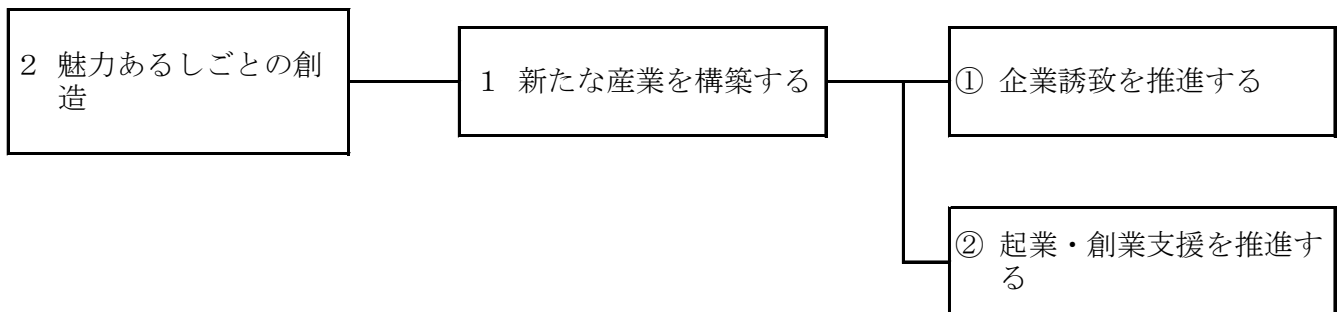 ２ 魅力あるしごとの創
造
１ 新たな産業を構築する
① 企業誘致を推進する
② 起業・創業支援を推進す
る